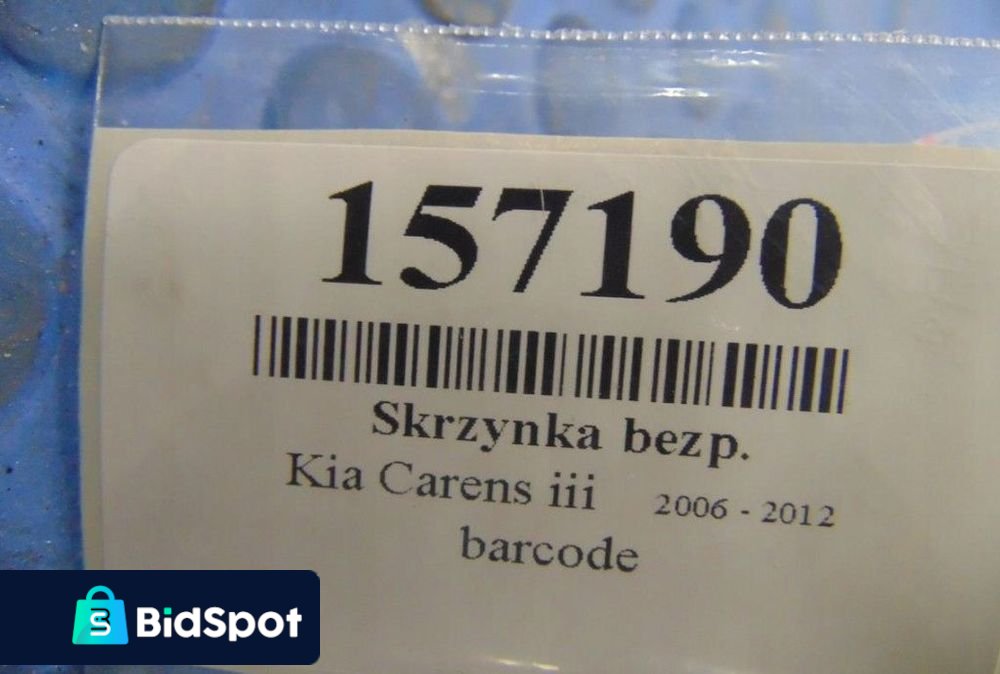 157190
Skrzynka bezp.
Kia Carens iii 2006 - 2012
barcode
BidSpot